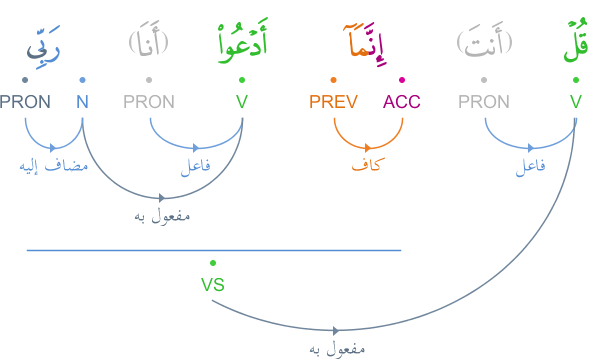 قُلْ (أَنتَ) إِنَّمَآ أَدْعُوا۟ (أَنَا) رَبِّى
V PRON ACC PREV V PRON N PRON
فاعل كاف فاعل مضاف إليه
مفعول به
VS
مفعول به